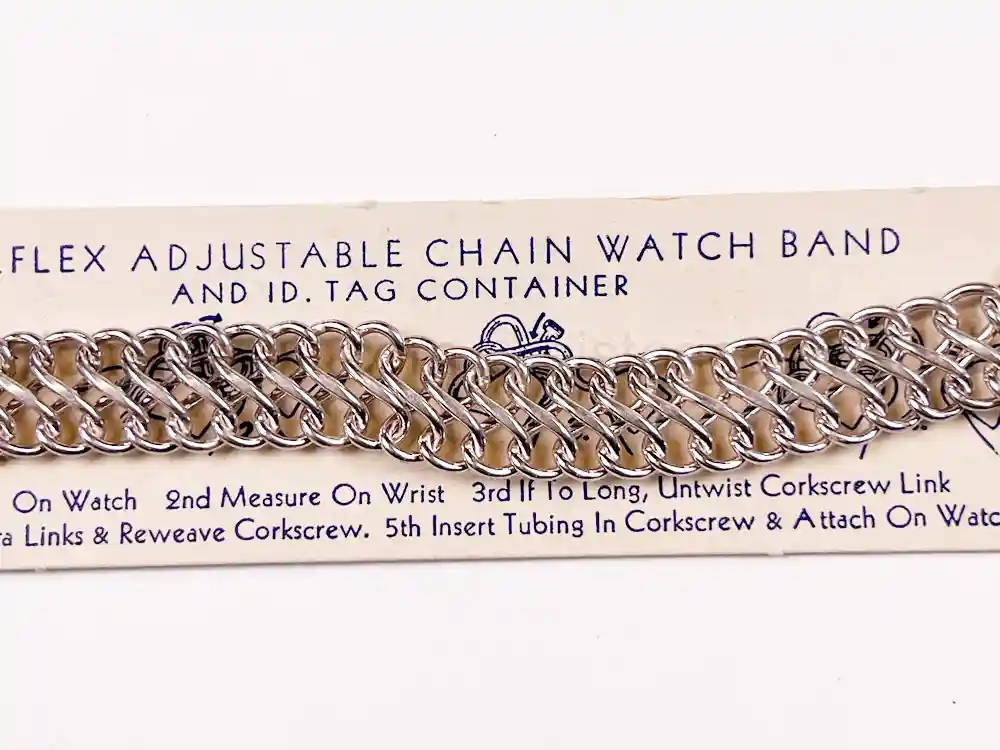 FLEX ADJUSTABLE CHAIN WATCH BAND
AND ID. TAG CONTAINER
On Watch 2nd Measure On Wrist 3rd If To Long, Untwist Corkscrew Link
ra Links & Reweave Corkscrew. 5th Insert Tubing In Corkscrew & Attach On Watc